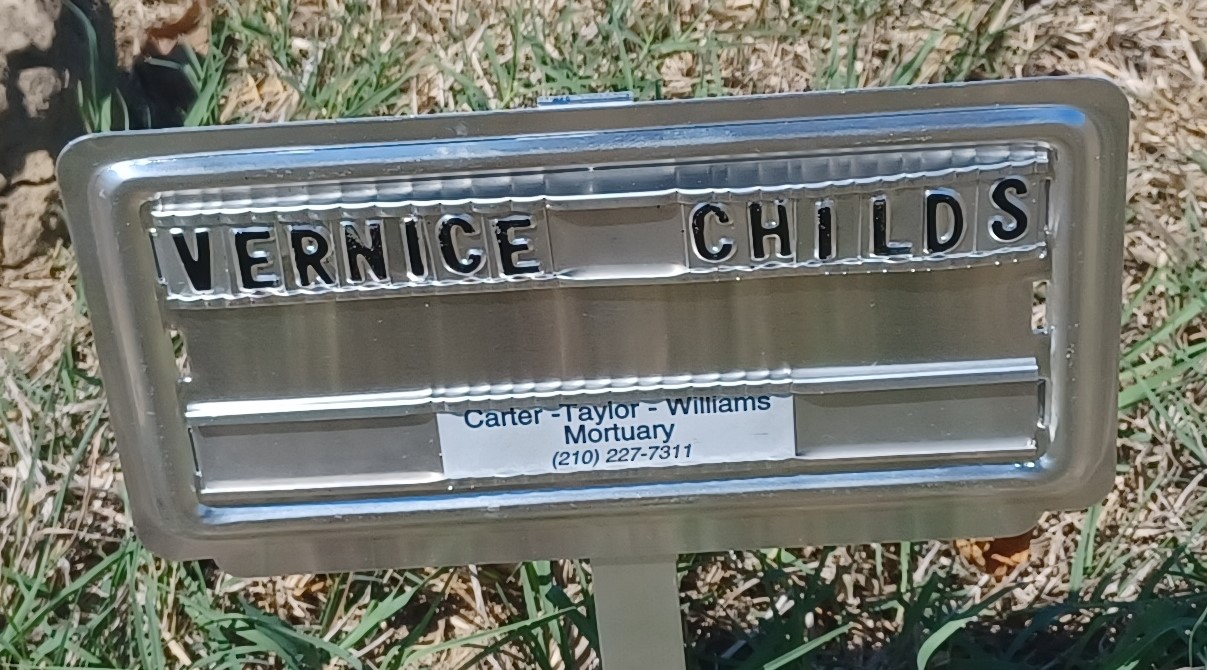 VERNICE CHILDS
Carter -Taylor - Williams
Mortuary
(210) 227-7311